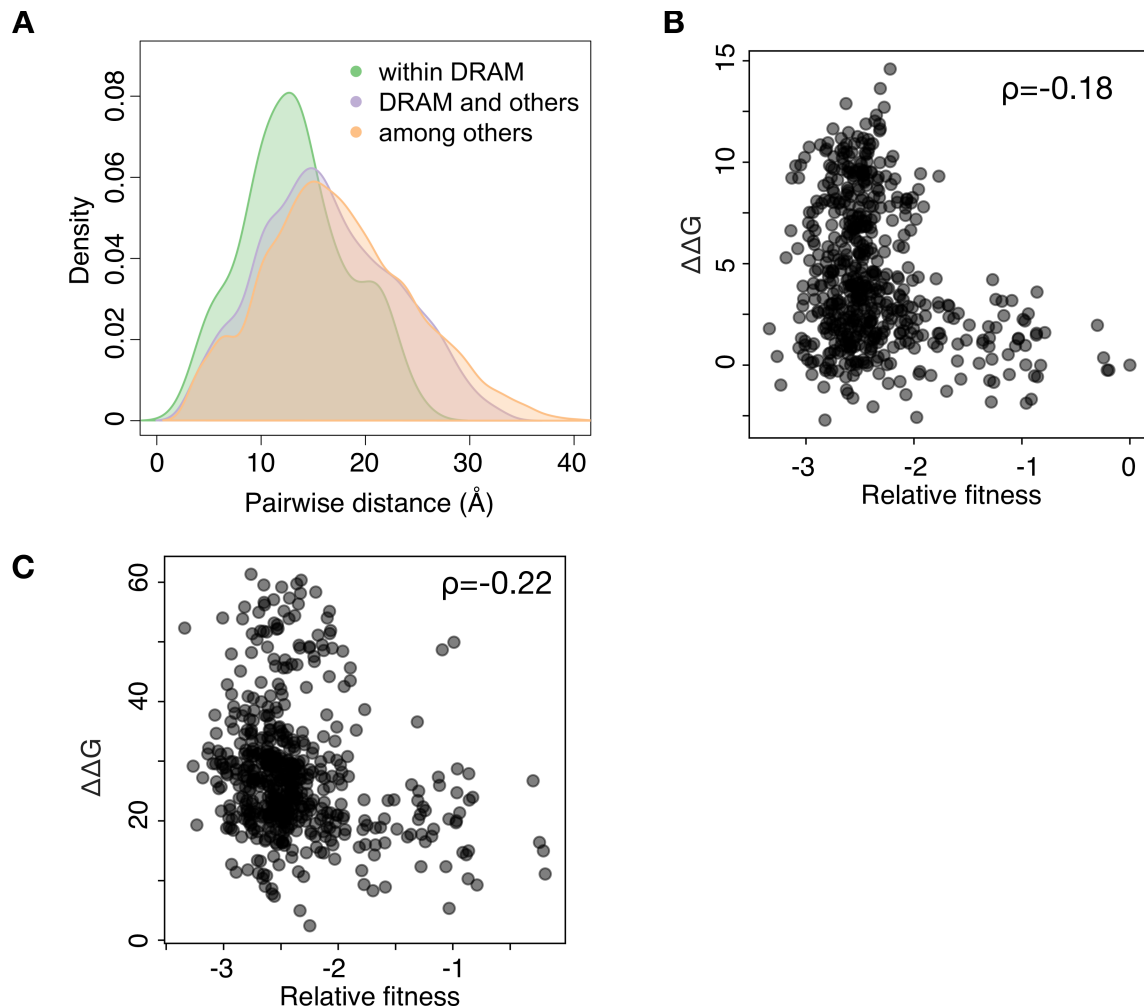 A
within DRAM
DRAM and others
among others
Density
0
0.02
0.04
0.06
0.08
0 10 20 30 40
Pairwise distance (Å)
B
ρ=-0.18
ΔΔG
0
5
10
15
-3 -2 -1 0
Relative fitness
C
ρ=-0.22
ΔΔG
0
20
40
60
-3 -2 -1
Relative fitness